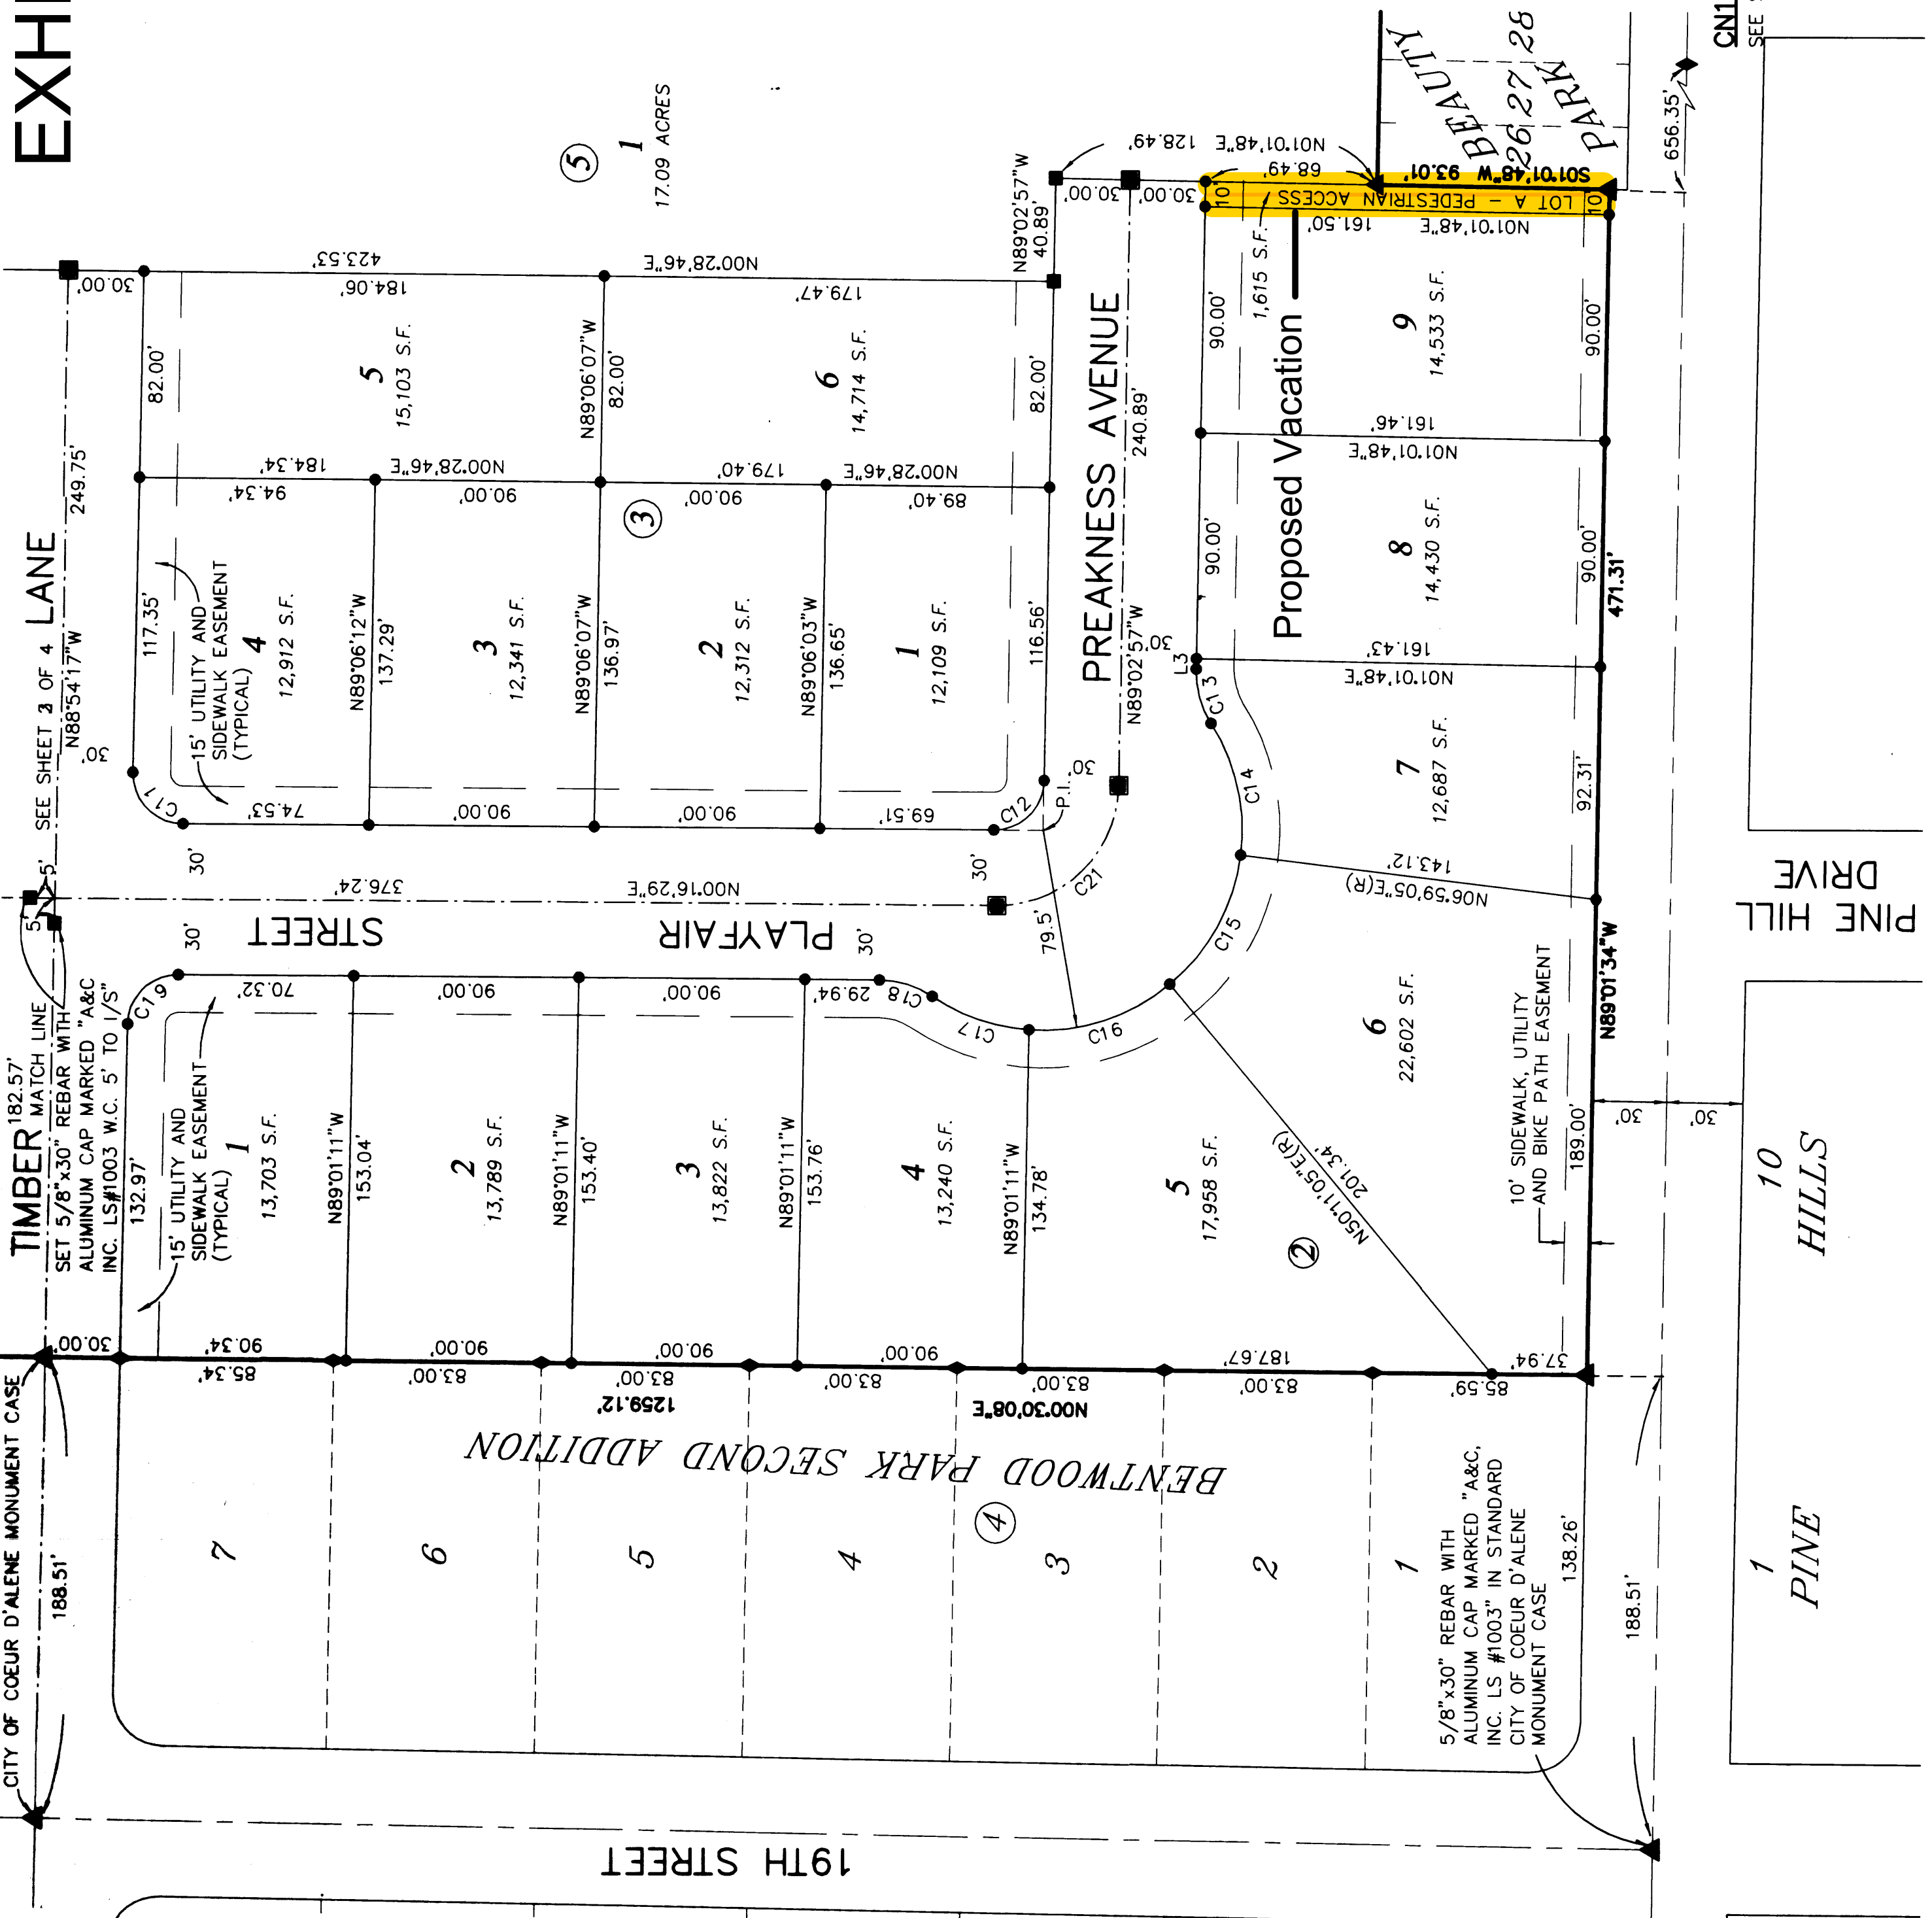 EXHI
CITY OF COEUR D'ALENE MONUMENT CASE
188.51'
TIMBER
182.57'
MATCH LINE
SEE SHEET 3 OF 4
LANE
N88°54'17"W
249.75'
SET 5/8"x30" REBAR WITH
ALUMINUM CAP MARKED "A&C
INC. LS#1003 W.C. 5' TO 1/S"
5'
5'
30.00'
30.00'
132.97'
C19
30'
30'
30'
C11
117.35'
82.00'
15' UTILITY AND
SIDEWALK EASEMENT
(TYPICAL)
1
13,703 S.F.
70.32'
90.34'
85.34'
N89°01'11"W
153.04'
2
13,789 S.F.
90.00'
90.00'
83.00'
N89°01'11"W
153.40'
3
13,822 S.F.
90.00'
90.00'
83.00'
N89°01'11"W
153.76'
4
13,240 S.F.
29.94'
90.00'
83.00'
C18
C17
N89°01'11"W
134.78'
5
17,958 S.F.
187.67'
83.00'
83.00'
C16
N50°11'05"E(R)
201.34'
2
6
22,602 S.F.
C15
37.94'
85.59'
189.00'
10' SIDEWALK, UTILITY
AND BIKE PATH EASEMENT
1259.12'
N00°30'08"E
BENTWOOD PARK SECOND ADDITION
7
6
5
4
4
3
2
1
138.26'
5/8"x30" REBAR WITH
ALUMINUM CAP MARKED "A&C,
INC. LS #1003" IN STANDARD
CITY OF COEUR D'ALENE
MONUMENT CASE
188.51'
19TH STREET
PLAYFAIR STREET
376.24'
N00°16'29"E
30'
30'
C21
79.5'
P.I.
30'
15' UTILITY AND
SIDEWALK EASEMENT
(TYPICAL)
4
12,912 S.F.
74.53'
94.34'
184.34'
N89°06'12"W
137.29'
3
12,341 S.F.
90.00'
90.00'
N00°28'46"E
3
N89°06'07"W
136.97'
2
12,312 S.F.
90.00'
90.00'
179.40'
N89°06'03"W
136.65'
1
12,109 S.F.
69.51'
89.40'
N00°28'46"E
C12
116.56'
5
15,103 S.F.
184.06'
423.53'
N89°06'07"W
82.00'
6
14,714 S.F.
179.47'
N00°28'46"E
82.00'
5
1
17.09 ACRES
N89°02'57"W
40.89'
N01°01'48"E 128.49'
30.00'
30.00'
PREAKNESS AVENUE
N89°02'57"W
240.89'
30'
L3
C13
C14
90.00'
90.00'
Proposed Vacation
7
12,687 S.F.
143.12'
N06°59'05"E(R)
92.31'
161.43'
N01°01'48"E
8
14,430 S.F.
90.00'
161.46'
N01°01'48"E
9
14,533 S.F.
90.00'
1,615 S.F.
161.50'
N01°01'48"E
10'
10'
68.49'
LOT A - PEDESTRIAN ACCESS
S01°01'48"W 93.01'
471.31'
N89°01'34"W
BEAUTY
26 27 28
PARK
656.35'
CN1
SEE
30'
30'
PINE HILL
DRIVE
10
HILLS
1
PINE